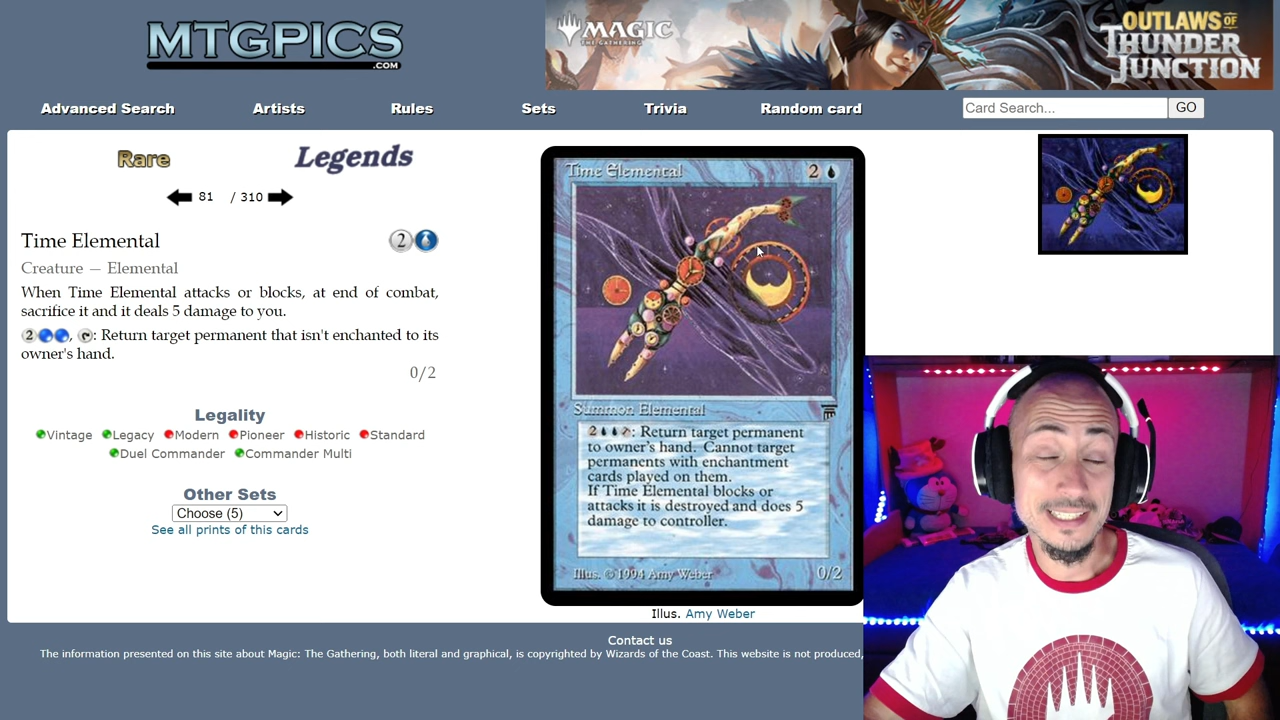 MTGPICS
.COM
MAGIC
THE GATHERING
OUTLAWS OF
THUNDER
JUNCTION
Advanced Search
Artists
Rules
Sets
Trivia
Random card
Card Search...
GO
Rare
Legends
81 / 310
Time Elemental
2
Creature — Elemental
When Time Elemental attacks or blocks, at end of combat,
sacrifice it and it deals 5 damage to you.
2, : Return target permanent that isn't enchanted to its
owner's hand.
0/2
Legality
Vintage Legacy Modern Pioneer Historic Standard
Duel Commander Commander Multi
Other Sets
Choose (5)
See all prints of this cards
Time Elemental
2
Summon Elemental
2 : Return target permanent
to owner's hand. Cannot target
permanents with enchantment
cards played on them.
If Time Elemental blocks or
attacks it is destroyed and does 5
damage to controller.
Illus. © 1994 Amy Weber
0/2
Illus. Amy Weber
Contact us
The information presented on this site about Magic: The Gathering, both literal and graphical, is copyrighted by Wizards of the Coast. This website is not produced,